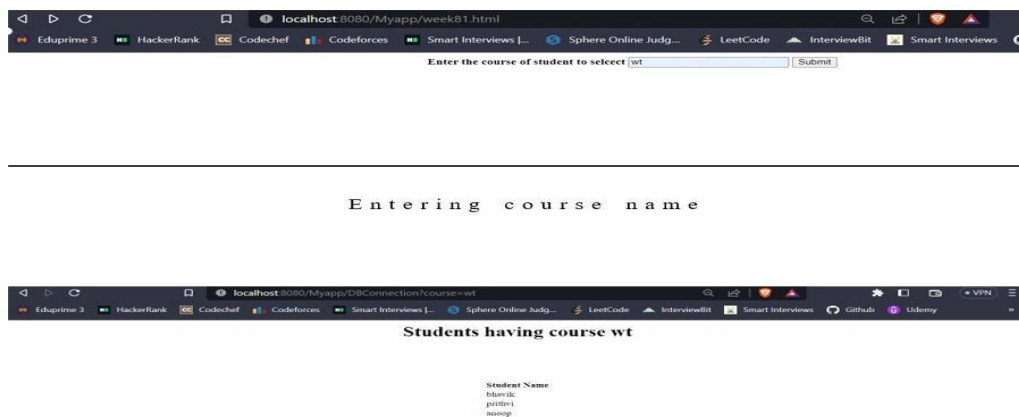 localhost:8080/Myapp/week81.html
Eduprime 3 HackerRank CC Codechef Codeforces Smart Interviews |... Sphere Online Judg... LeetCode InterviewBit Smart Interviews
Enter the course of student to selcect wt Submit
Entering course name
localhost:8080/Myapp/DBConnection?course=wt VPN
Eduprime 3 HackerRank CC Codechef Codeforces Smart Interviews |... Sphere Online Judg... LeetCode InterviewBit Smart Interviews Github Udemy »
Students having course wt
Student Name
bhavik
prithvi
anoop